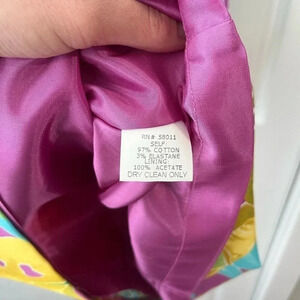 RN# 58011
SELF:
97% COTTON
3% ELASTANE
LINING:
100% ACETATE
DRY CLEAN ONLY